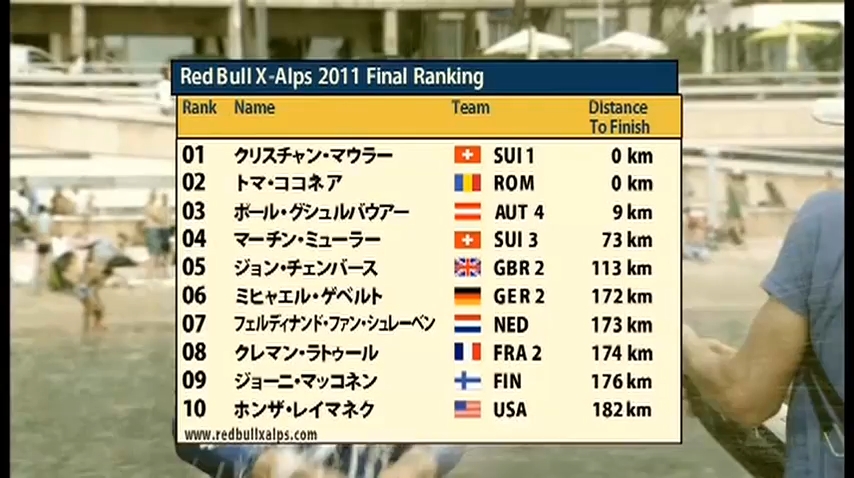 Red Bull X-Alps 2011 Final Ranking
Rank Name Team Distance To Finish
01 クリスチャン・マウラー SUI 1 0 km
02 トマ・ココネア ROM 0 km
03 ポール・グシュルバウアー AUT 4 9 km
04 マーチン・ミューラー SUI 3 73 km
05 ジョン・チェンバース GBR 2 113 km
06 ミヒャエル・ゲベルト GER 2 172 km
07 フェルディナンド・ファン・シュレーベン NED 173 km
08 クレマン・ラトゥール FRA 2 174 km
09 ジョーニ・マッコネン FIN 176 km
10 ホンザ・レイマネク USA 182 km
www.redbullxalps.com